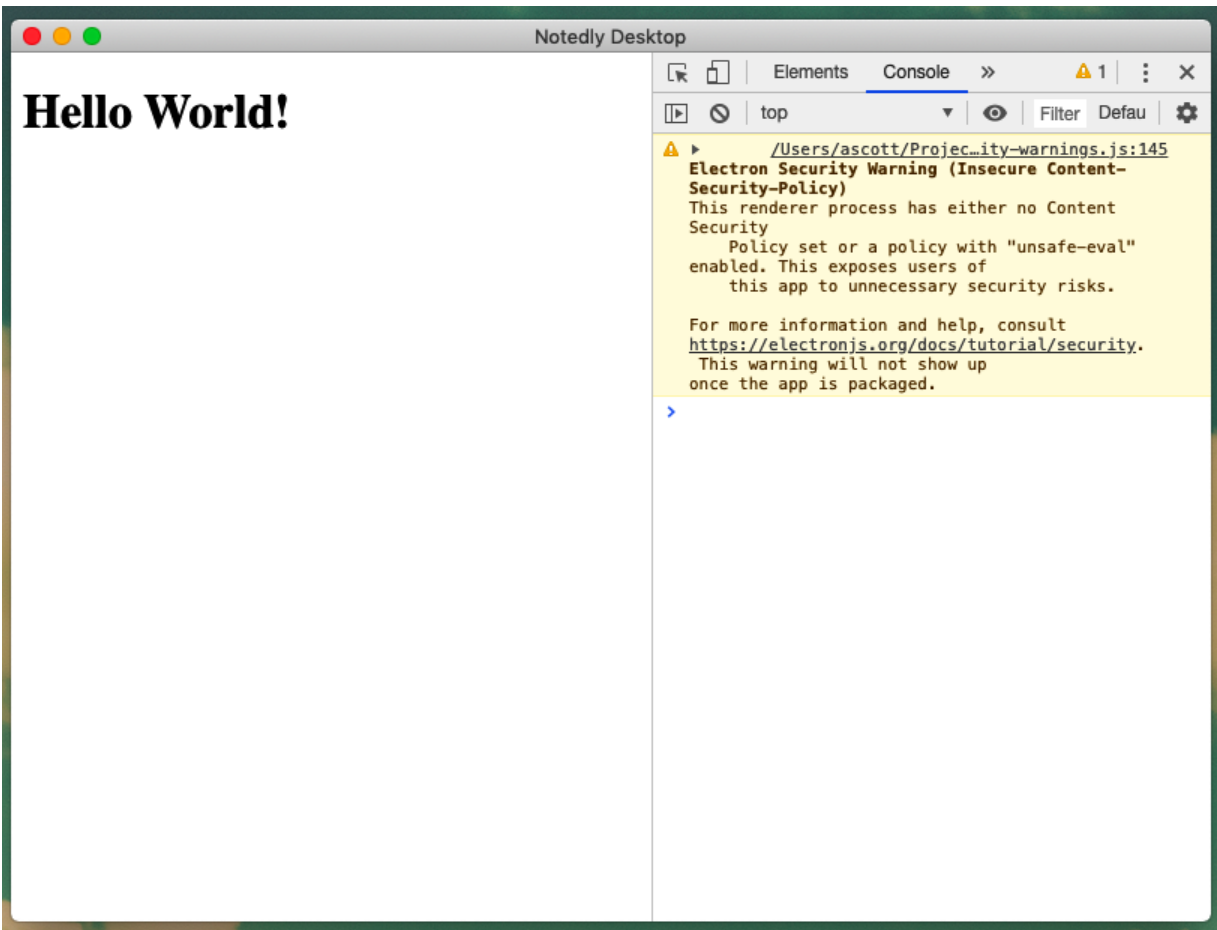 Notedly Desktop
Hello World!
Elements Console » 1
top Filter Defau
/Users/ascott/Projec…ity-warnings.js:145
Electron Security Warning (Insecure Content-
Security-Policy)
This renderer process has either no Content
Security
Policy set or a policy with "unsafe-eval"
enabled. This exposes users of
this app to unnecessary security risks.
For more information and help, consult
https://electronjs.org/docs/tutorial/security.
This warning will not show up
once the app is packaged.